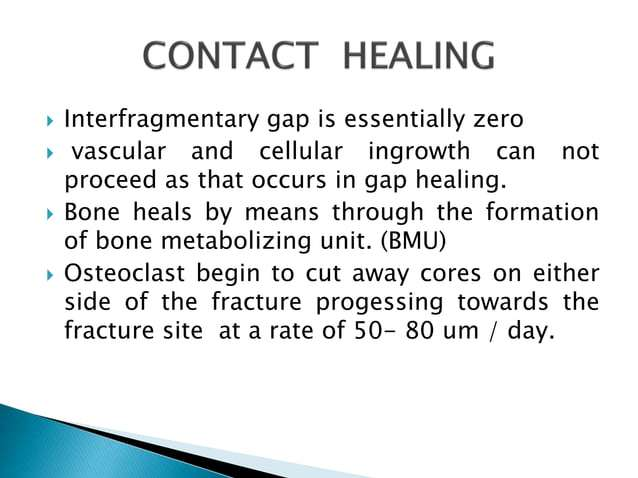 CONTACT HEALING
Interfragmentary gap is essentially zero
vascular and cellular ingrowth can not
proceed as that occurs in gap healing.
Bone heals by means through the formation
of bone metabolizing unit. (BMU)
Osteoclast begin to cut away cores on either
side of the fracture progessing towards the
fracture site at a rate of 50- 80 um / day.